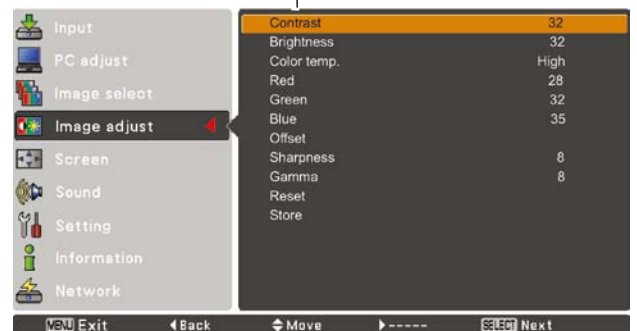 Input
PC adjust
Image select
Image adjust
Screen
Sound
Setting
Information
Network
Contrast 32
Brightness 32
Color temp. High
Red 28
Green 32
Blue 35
Offset
Sharpness 8
Gamma 8
Reset
Store
MENU Exit ◀Back ◆Move ▶----- SELECT Next